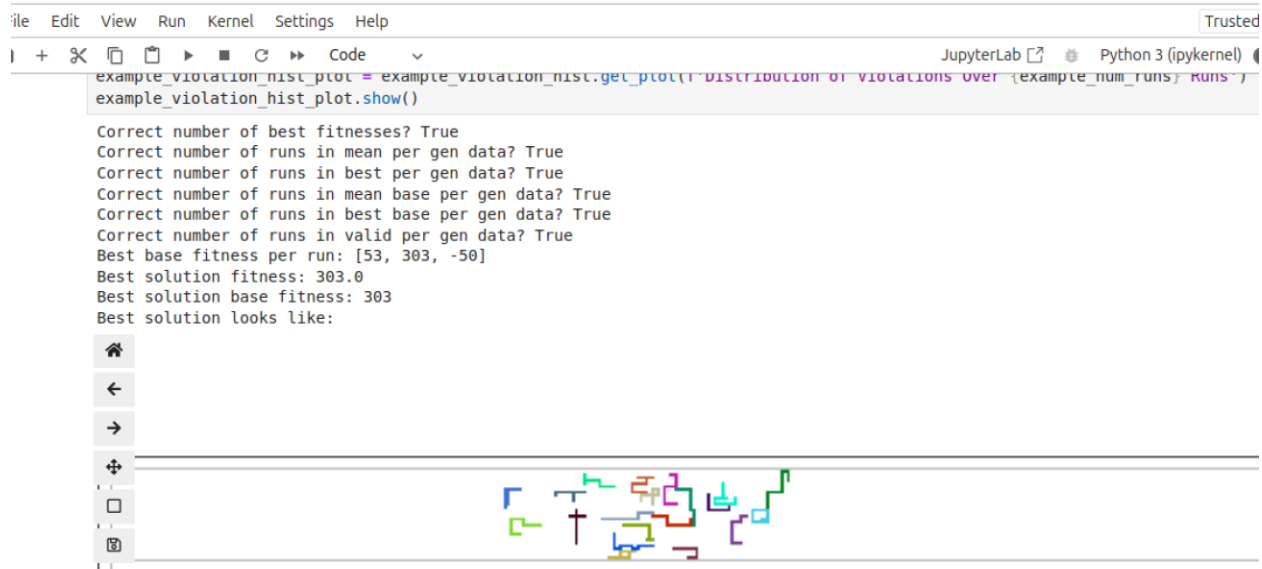 File Edit View Run Kernel Settings Help
Trusted
Code
JupyterLab
Python 3 (ipykernel)
example_violation_hist_plot = example_violation_hist.get_plot(f'Distribution of Violations Over {example_num_runs} Runs')
example_violation_hist_plot.show()
Correct number of best fitnesses? True
Correct number of runs in mean per gen data? True
Correct number of runs in best per gen data? True
Correct number of runs in mean base per gen data? True
Correct number of runs in best base per gen data? True
Correct number of runs in valid per gen data? True
Best base fitness per run: [53, 303, -50]
Best solution fitness: 303.0
Best solution base fitness: 303
Best solution looks like: